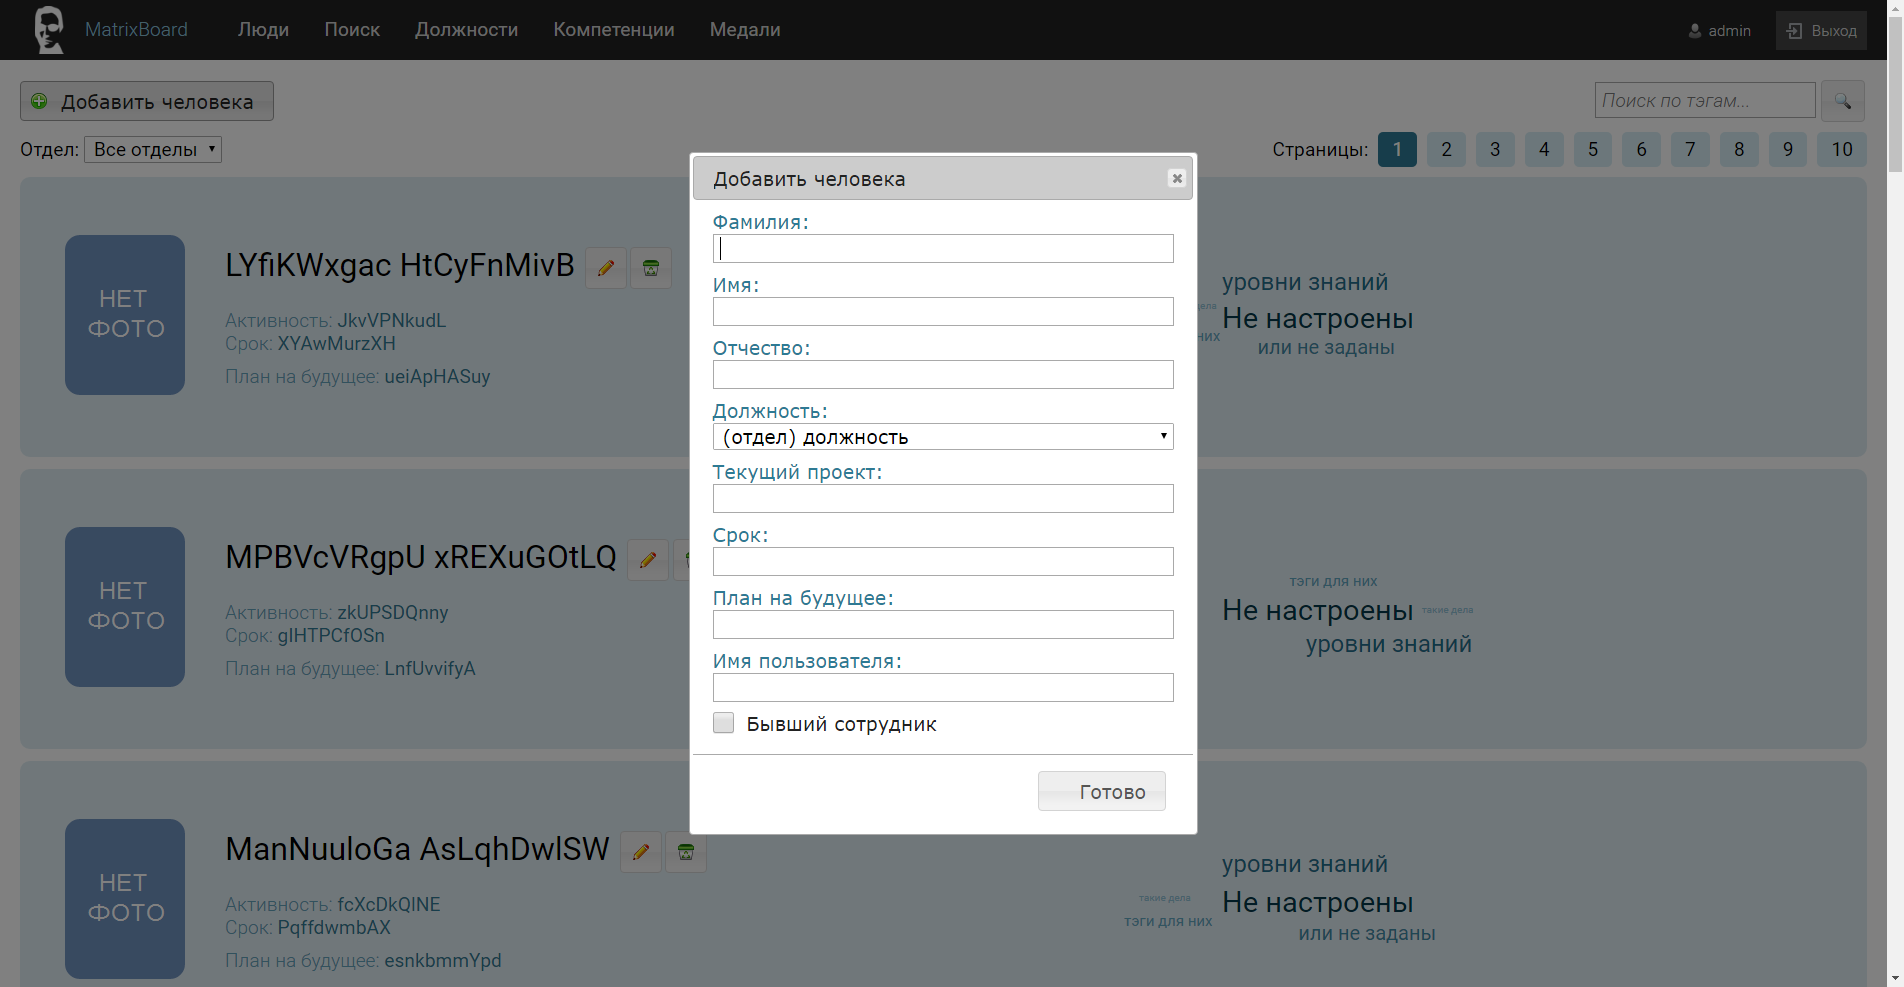 MatrixBoard Люди Поиск Должности Компетенции Медали admin Выход
Добавить человека Поиск по тэгам...
Отдел: Все отделы Страницы: 1 2 3 4 5 6 7 8 9 10
НЕТ ФОТО
LYfiKWxgac HtCyFnMivB
Активность: JkvVPNkudL
Срок: XYAwMurzXH
План на будущее: ueiApHASuy
уровни знаний
дела
Не настроены
них
или не заданы
НЕТ ФОТО
MPBVcVRgpU xREXuGOtLQ
Активность: zkUPSDQnny
Срок: gIHTPCfOSn
План на будущее: LnfUvvifyA
тэги для них
Не настроены такие дела
уровни знаний
НЕТ ФОТО
ManNuuloGa AsLqhDwlSW
Активность: fcXcDkQINE
Срок: PqffdwmbAX
План на будущее: esnkbmmYpd
уровни знаний
такие дела Не настроены
тэги для них
или не заданы
Добавить человека
Фамилия:
Имя:
Отчество:
Должность:
(отдел) должность
Текущий проект:
Срок:
План на будущее:
Имя пользователя:
Бывший сотрудник
Готово